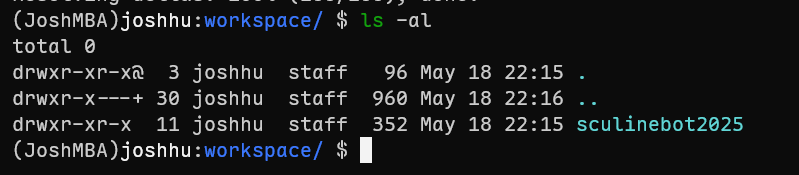 (JoshMBA)joshhu:workspace/ $ ls -al
total 0
drwxr-xr-x@  3 joshhu  staff   96 May 18 22:15 .
drwxr-x---+ 30 joshhu  staff  960 May 18 22:16 ..
drwxr-xr-x  11 joshhu  staff  352 May 18 22:15 sculinebot2025
(JoshMBA)joshhu:workspace/ $